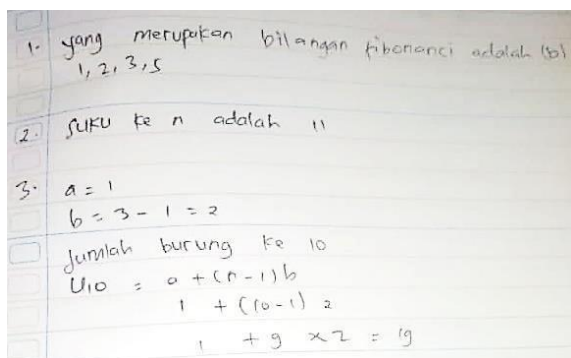 1. yang merupakan bilangan fibonanci adalah (b)
1, 2, 3, 5
2. suku ke n adalah 11
3. a = 1
b = 3 - 1 = 2
Jumlah burung ke 10
U10 = a + (n-1) b
1 + (10-1) 2
1 + 9 x 2 = 19